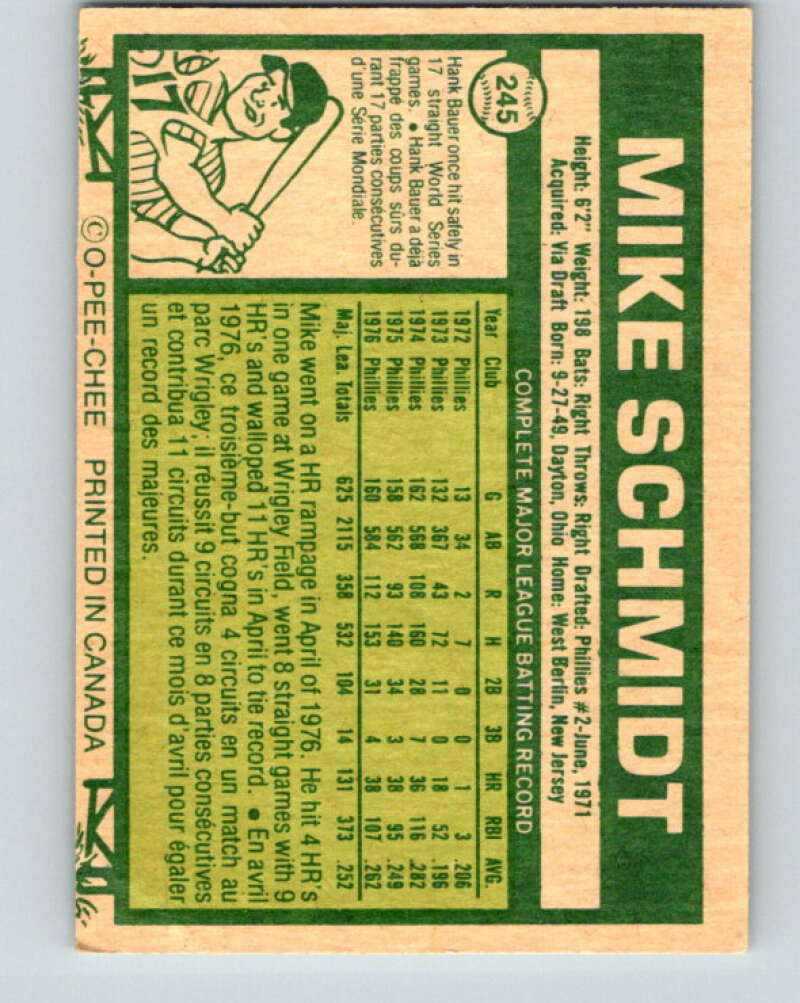 MIKE SCHMIDT
Height: 6'2" Weight: 198 Bats: Right Throws: Right Drafted: Phillies #2-June, 1971
Acquired: Via Draft Born: 9-27-49, Dayton, Ohio Home: West Berlin, New Jersey
245
COMPLETE MAJOR LEAGUE BATTING RECORD
Year Club G AB R H 2B 3B HR RBI AVG.
1972 Phillies 13 34 2 7 0 0 1 3 .206
1973 Phillies 132 367 43 72 11 0 18 52 .196
1974 Phillies 162 568 108 160 28 7 36 116 .282
1975 Phillies 158 562 93 140 34 3 38 95 .249
1976 Phillies 160 584 112 153 31 4 38 107 .262
Maj. Lea. Totals 625 2115 358 532 104 14 131 373 .252
Mike went on a HR rampage in April of 1976. He hit 4 HR's
in one game at Wrigley Field, went 8 straight games with 9
HR's and walloped 11 HR's in April to tie record. • En avril
1976, ce troisième-but cogna 4 circuits en un match au
parc Wrigley; il réussit 9 circuits en 8 parties consécutives
et contribua 11 circuits durant ce mois d'avril pour égaler
un record des majeures.
Hank Bauer once hit safely in
17 straight World Series
games. • Hank Bauer a déjà
frappé des coups sûrs du-
rant 17 parties consécutives
d'une Série Mondiale.
17
© O-PEE-CHEE PRINTED IN CANADA